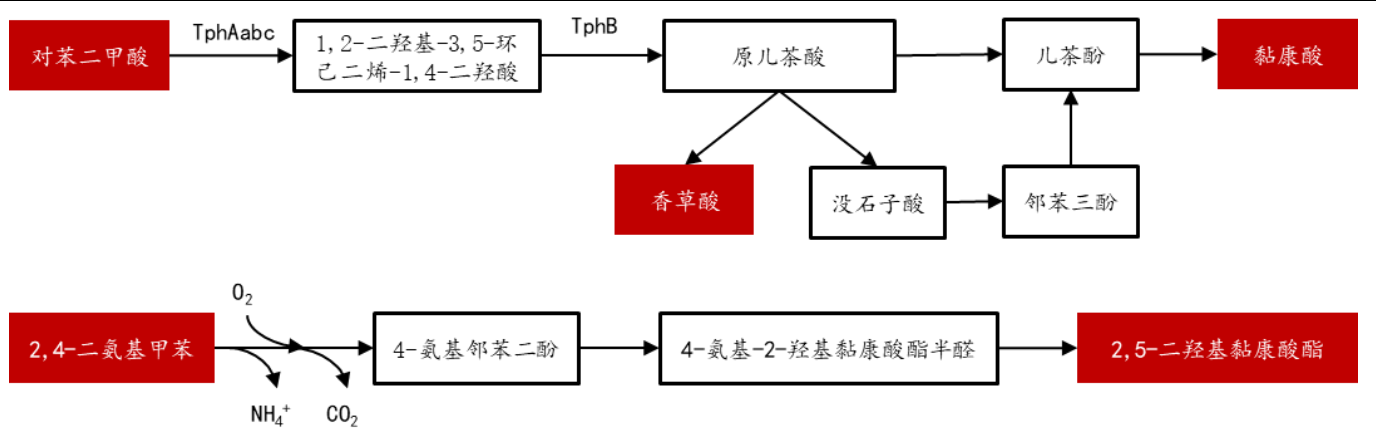 对苯二甲酸
TphAabc
1,2-二羟基-3,5-环
己二烯-1,4-二羟酸
TphB
原儿茶酸
儿茶酚
黏康酸
香草酸
没石子酸
邻苯三酚
O₂
2,4-二氨基甲苯
NH₄⁺
CO₂
4-氨基邻苯二酚
4-氨基-2-羟基黏康酸酯半醛
2,5-二羟基黏康酸酯